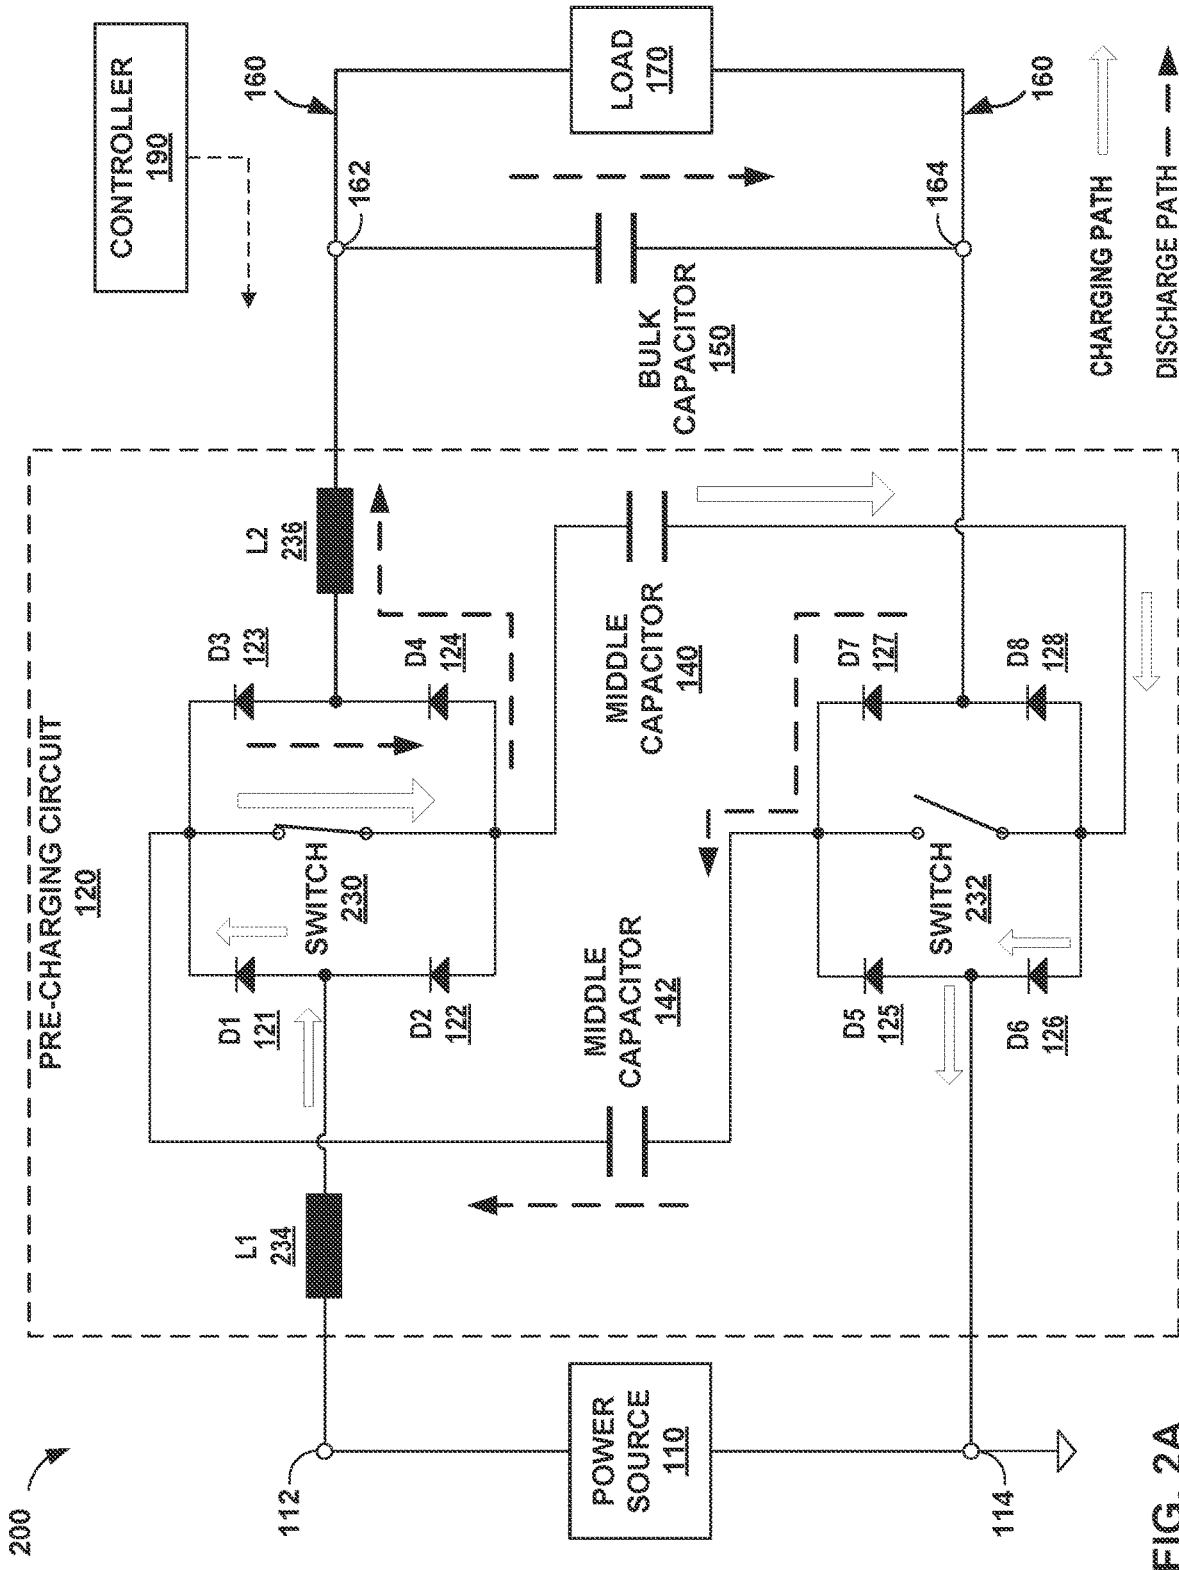 200
PRE-CHARGING CIRCUIT
120
CONTROLLER
190
112
L1
234
D1
121
D2
122
SWITCH
230
D3
123
D4
124
L2
236
162
160
POWER
SOURCE
110
MIDDLE
CAPACITOR
142
MIDDLE
CAPACITOR
140
BULK
CAPACITOR
150
LOAD
170
114
D5
125
D6
126
SWITCH
232
D7
127
D8
128
164
160
CHARGING PATH
DISCHARGE PATH
FIG. 2A